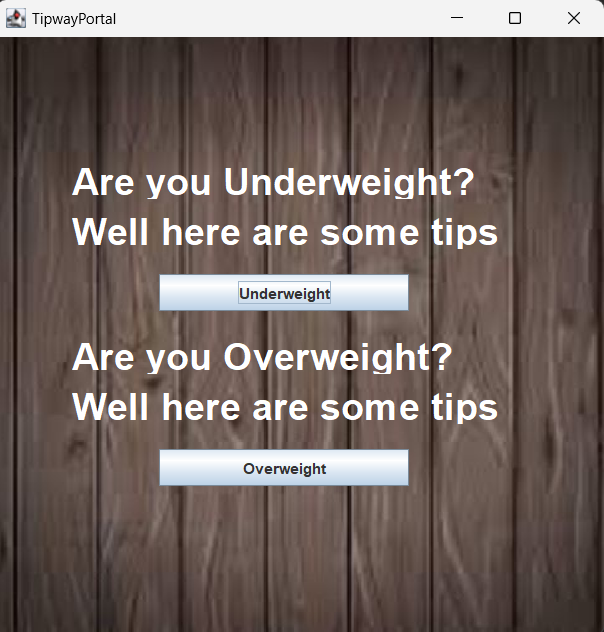 TipwayPortal
Are you Underweight?
Well here are some tips
Underweight
Are you Overweight?
Well here are some tips
Overweight